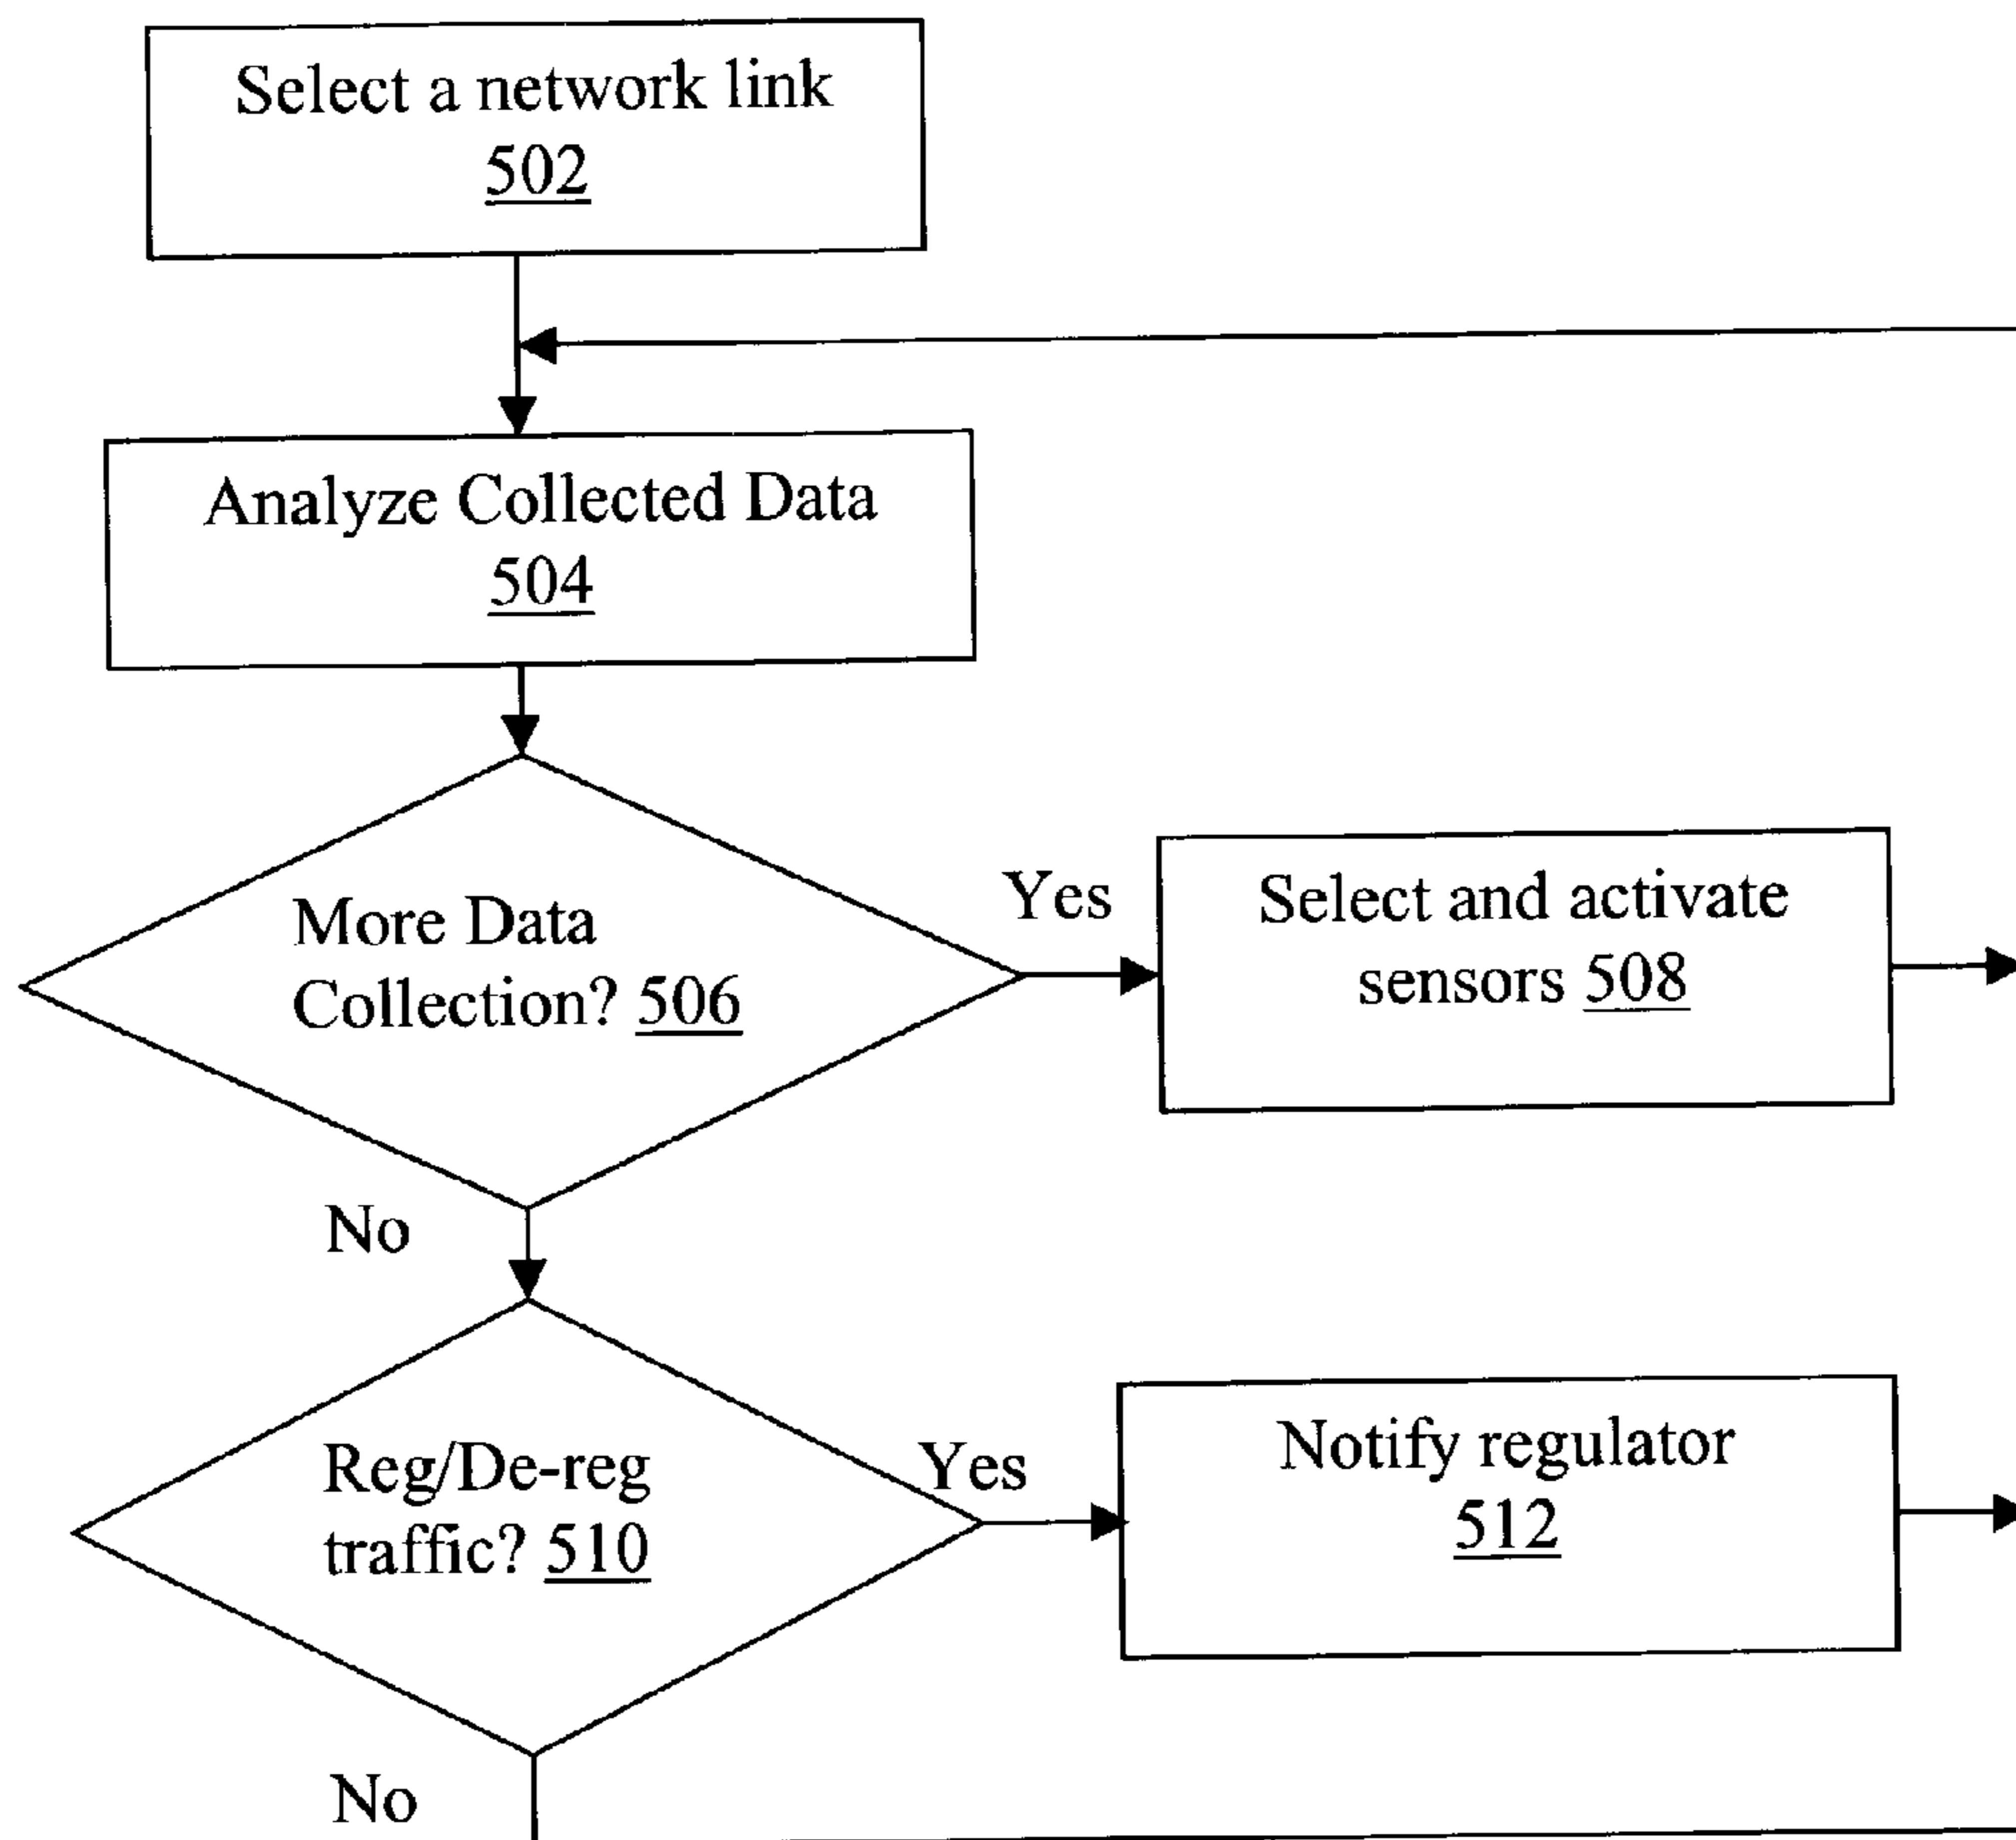 Select a network link
502
Analyze Collected Data
504
More Data
Collection? 506
Yes
Select and activate
sensors 508
No
Reg/De-reg
traffic? 510
Yes
Notify regulator
512
No